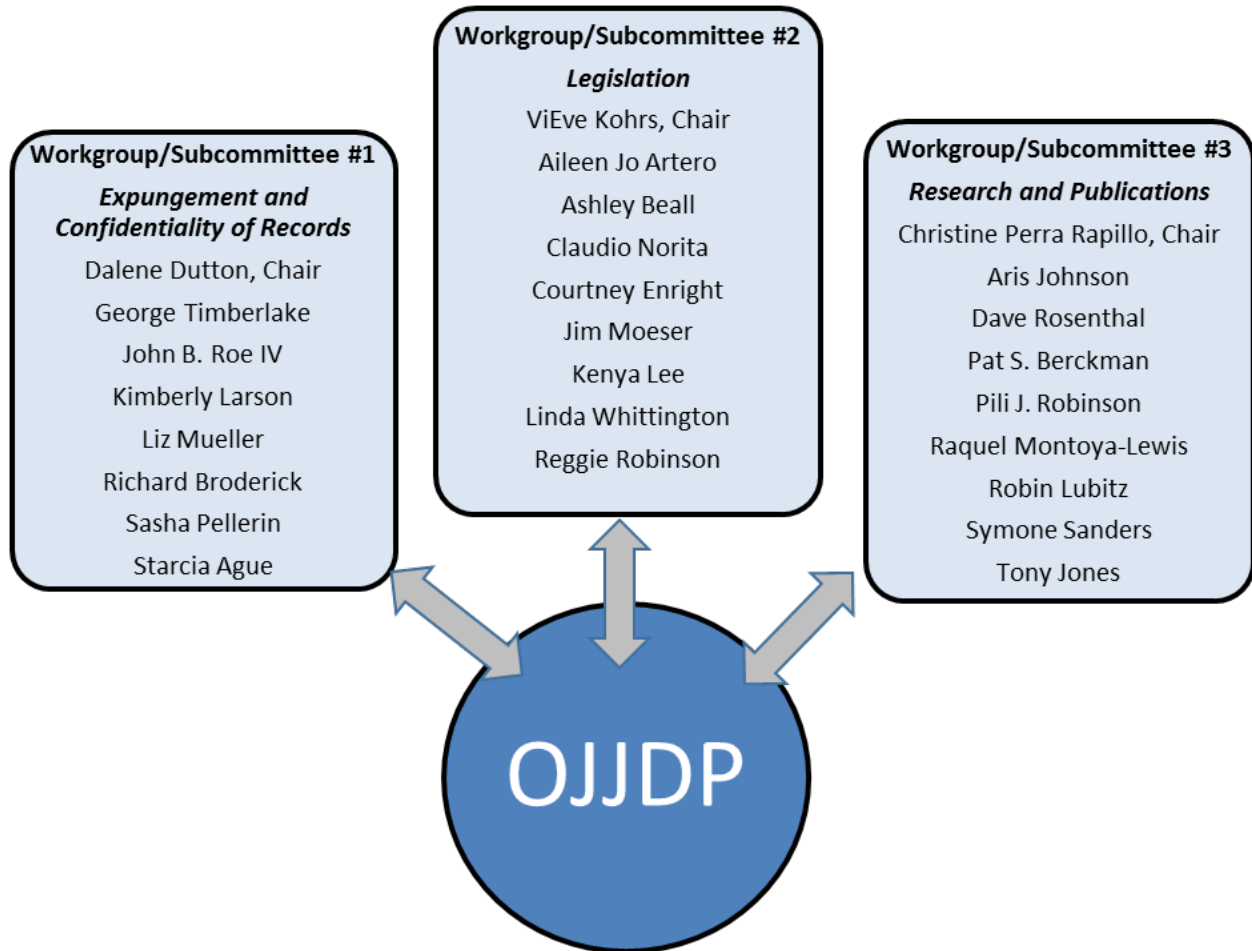 Workgroup/Subcommittee #1
Expungement and
Confidentiality of Records
Dalene Dutton, Chair
George Timberlake
John B. Roe IV
Kimberly Larson
Liz Mueller
Richard Broderick
Sasha Pellerin
Starcia Ague
Workgroup/Subcommittee #2
Legislation
ViEve Kohrs, Chair
Aileen Jo Artero
Ashley Beall
Claudio Norita
Courtney Enright
Jim Moeser
Kenya Lee
Linda Whittington
Reggie Robinson
Workgroup/Subcommittee #3
Research and Publications
Christine Perra Rapillo, Chair
Aris Johnson
Dave Rosenthal
Pat S. Berckman
Pili J. Robinson
Raquel Montoya-Lewis
Robin Lubitz
Symone Sanders
Tony Jones
OJJDP